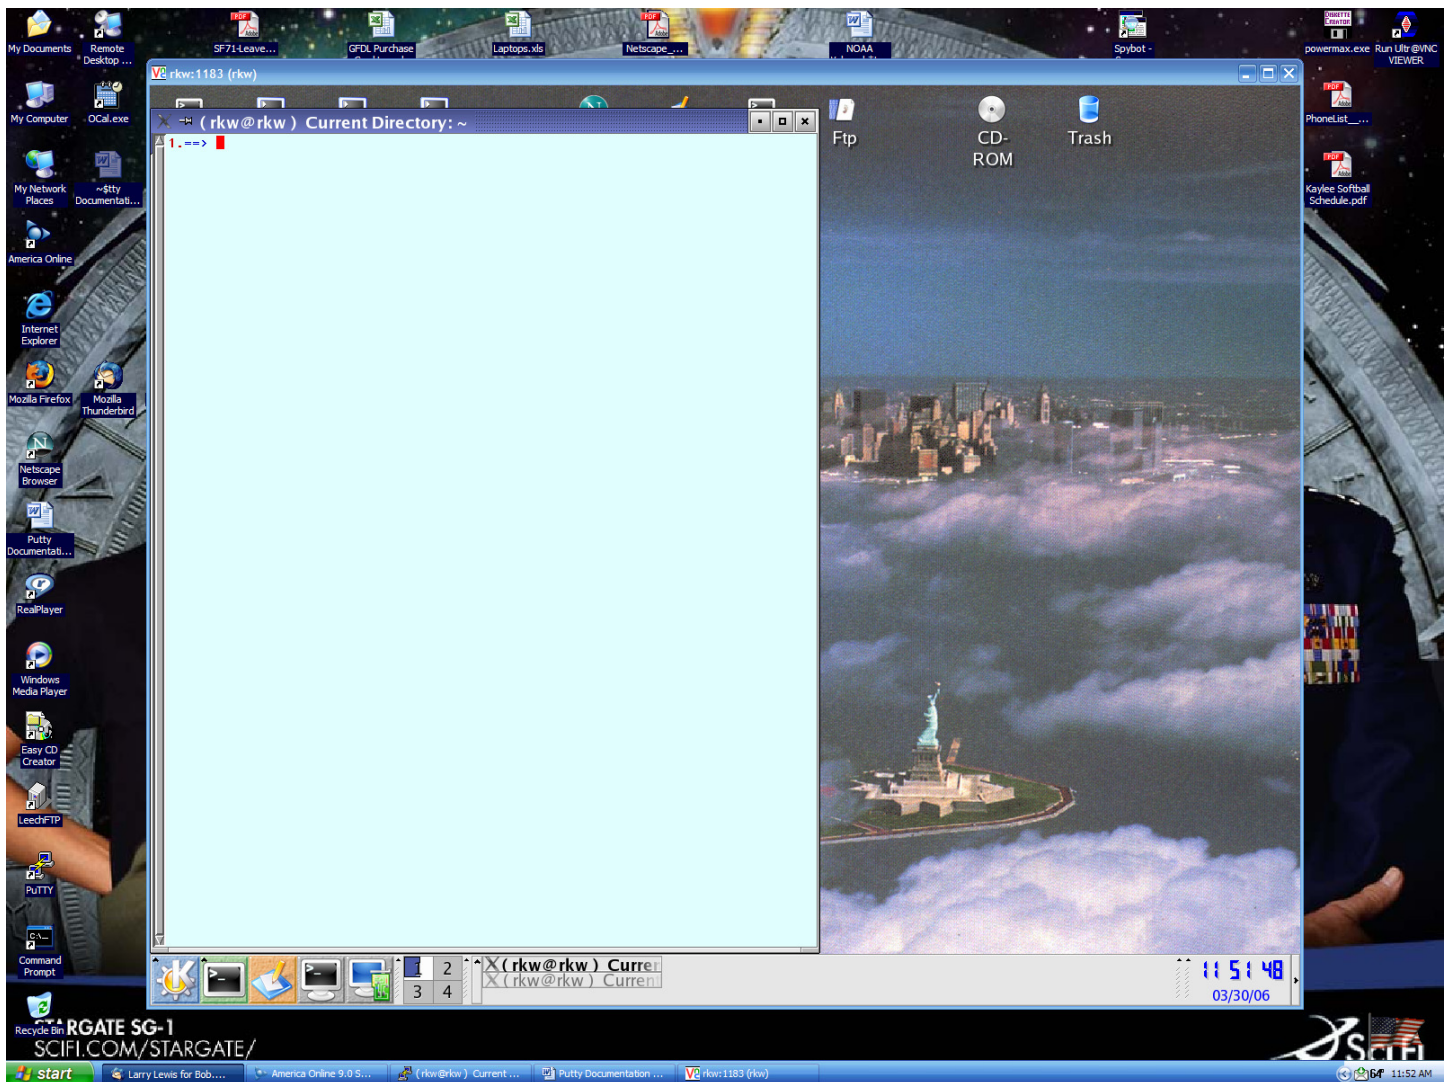 My Documents
Remote
Desktop ...
SF71-Leave...
GFDL Purchase
Laptops.xls
Netscape_...
NOAA
Spybot -
powermax.exe
Run Ultr@VNC
VIEWER
rkw:1183 (rkw)
My Computer
OCal.exe
( rkw@rkw ) Current Directory: ~
1.==>
Ftp
CD-
ROM
Trash
PhoneList__...
My Network
Places
~$tty
Documentati...
Kaylee Softball
Schedule.pdf
America Online
Internet
Explorer
Mozilla Firefox
Mozilla
Thunderbird
Netscape
Browser
Putty
Documentati...
RealPlayer
Windows
Media Player
Easy CD
Creator
LeechFTP
PuTTY
Command
Prompt
1 2
3 4
( rkw@rkw ) Curre
( rkw@rkw ) Curren
11 51 48
03/30/06
Recycle Bin
RGATE SG-1
SCIFI.COM/STARGATE/
SCI FI
start
Larry Lewis for Bob....
America Online 9.0 S...
(rkw@rkw ) Current ...
Putty Documentation ...
rkw:1183 (rkw)
64°
11:52 AM